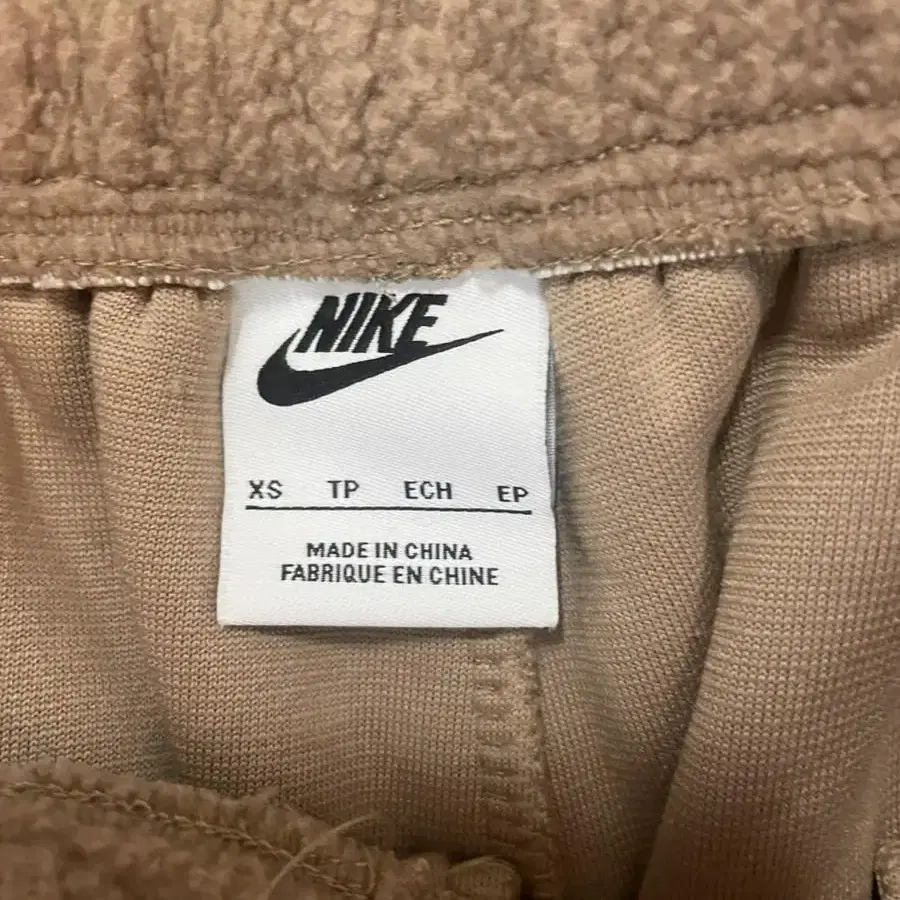 NIKE
XS TP ECH EP
MADE IN CHINA
FABRIQUE EN CHINE